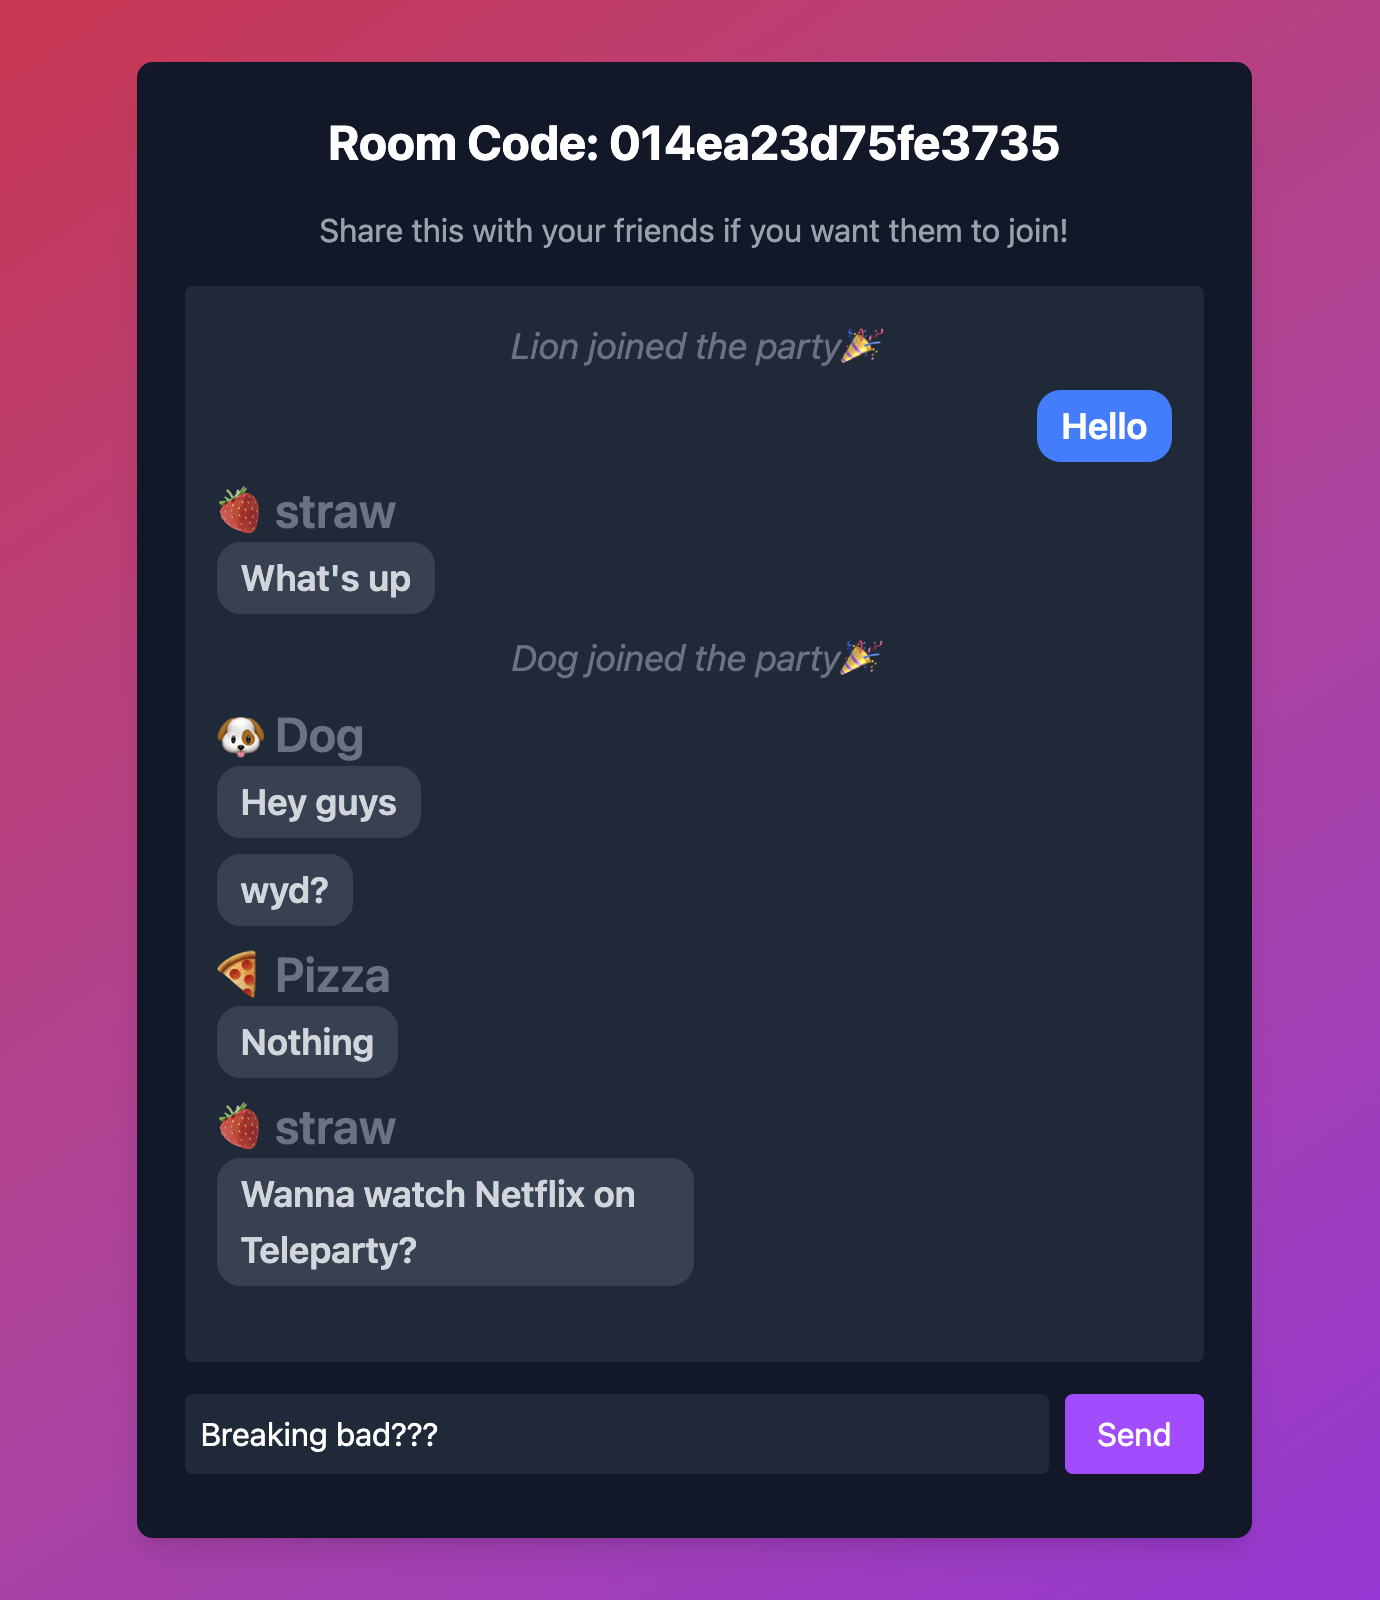 Room Code: 014ea23d75fe3735
Share this with your friends if you want them to join!
Lion joined the party🎉
Hello
🍓 straw
What's up
Dog joined the party🎉
🐶 Dog
Hey guys
wyd?
🍕 Pizza
Nothing
🍓 straw
Wanna watch Netflix on
Teleparty?
Breaking bad???
Send